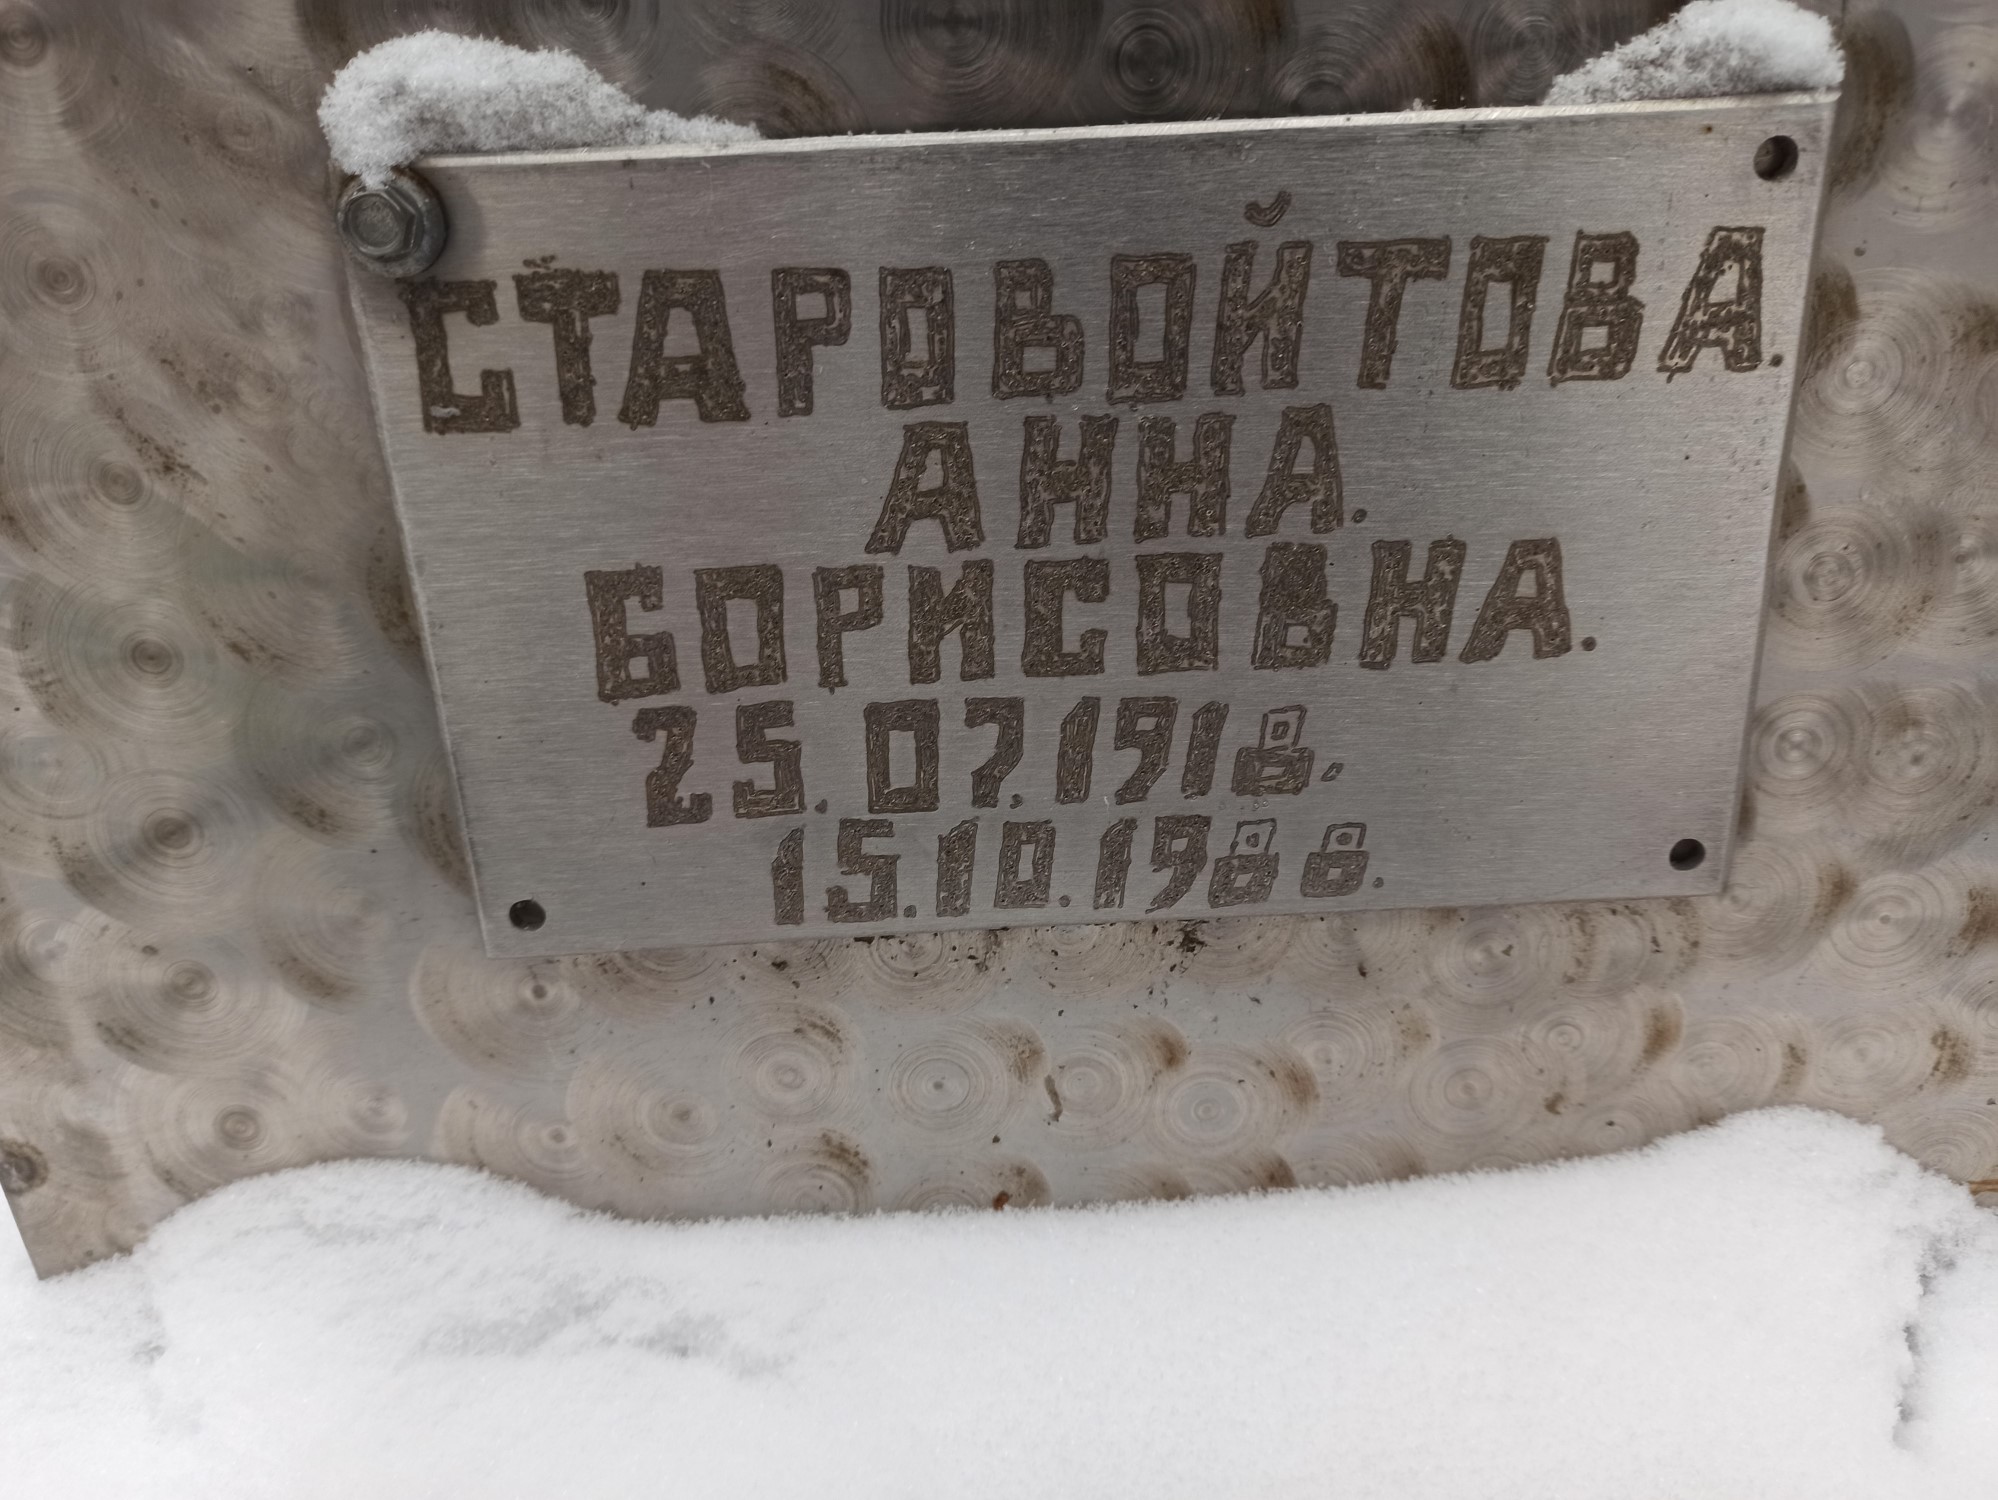 СТАРОВОЙТОВА.
АННА.
БОРИСОВНА.
25.07.1918.
15.10.1988.